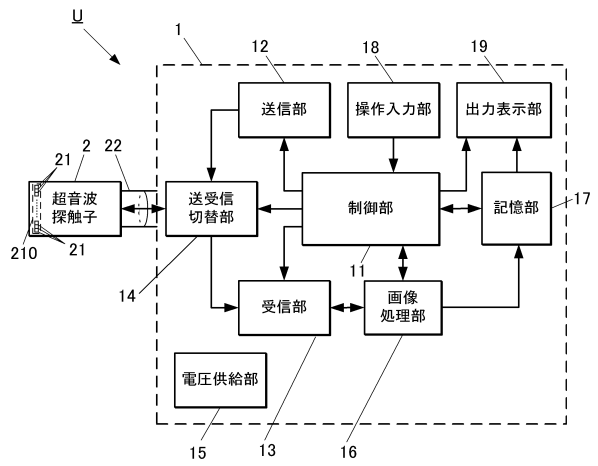 U
1
12
18
19
送信部
操作入力部
出力表示部
21
2
22
超音波
探触子
送受信
切替部
制御部
記憶部
17
210
21
14
11
受信部
画像
処理部
電圧供給部
15
13
16